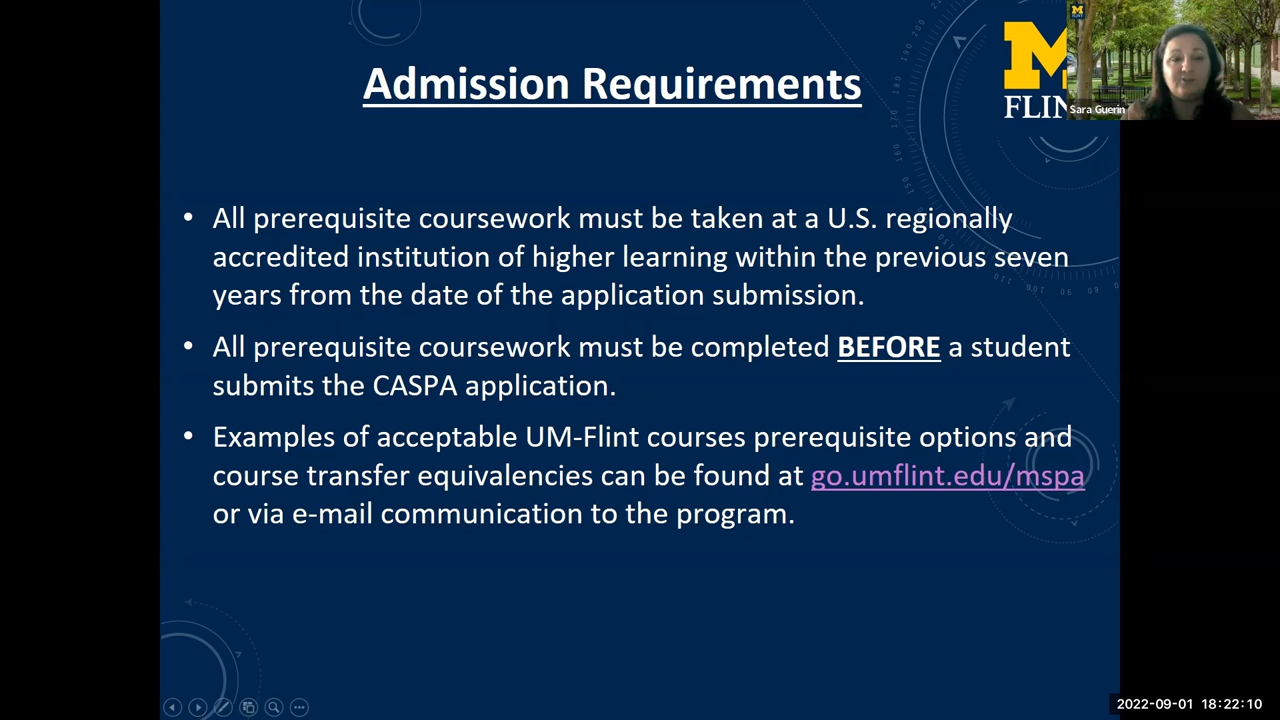 Admission Requirements
M
FLIN
M
FLINT
Sara Guerin
• All prerequisite coursework must be taken at a U.S. regionally
accredited institution of higher learning within the previous seven
years from the date of the application submission.
• All prerequisite coursework must be completed BEFORE a student
submits the CASPA application.
• Examples of acceptable UM-Flint courses prerequisite options and
course transfer equivalencies can be found at go.umflint.edu/mspa
or via e-mail communication to the program.
2022-09-01 18:22:10